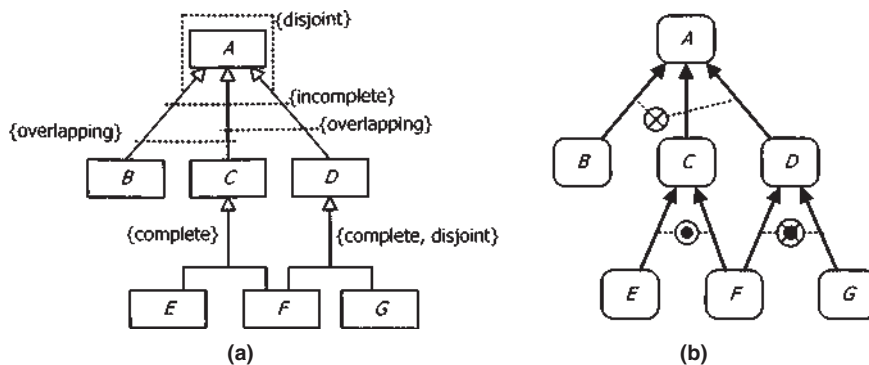 {disjoint}
A
{incomplete}
{overlapping}
{overlapping}
B
C
D
{complete}
{complete, disjoint}
E
F
G
(a)
A
B
C
D
E
F
G
(b)